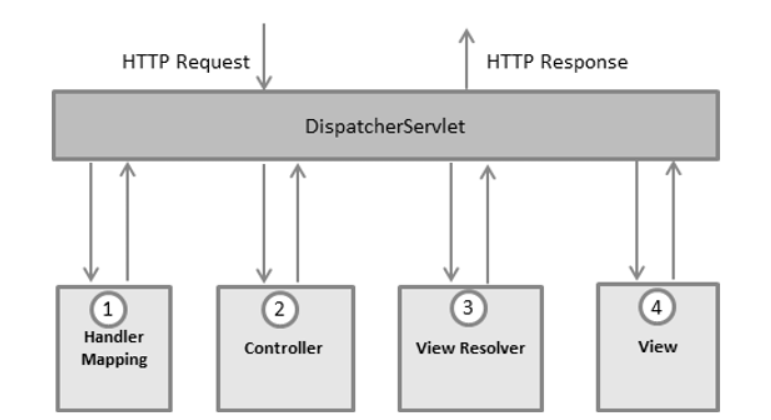 HTTP Request
HTTP Response
DispatcherServlet
1
Handler
Mapping
2
Controller
3
View Resolver
4
View